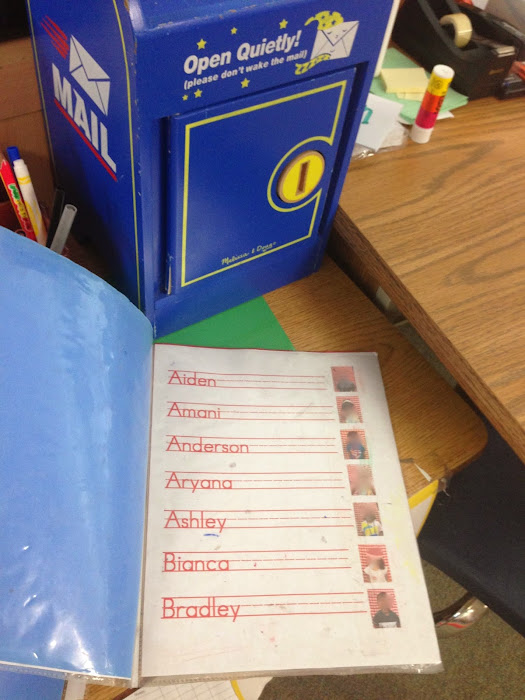 Open Quietly!
(please don't wake the mail)
MAIL
Melissa & Doug
Aiden
Amani
Anderson
Aryana
Ashley
Bianca
Bradley